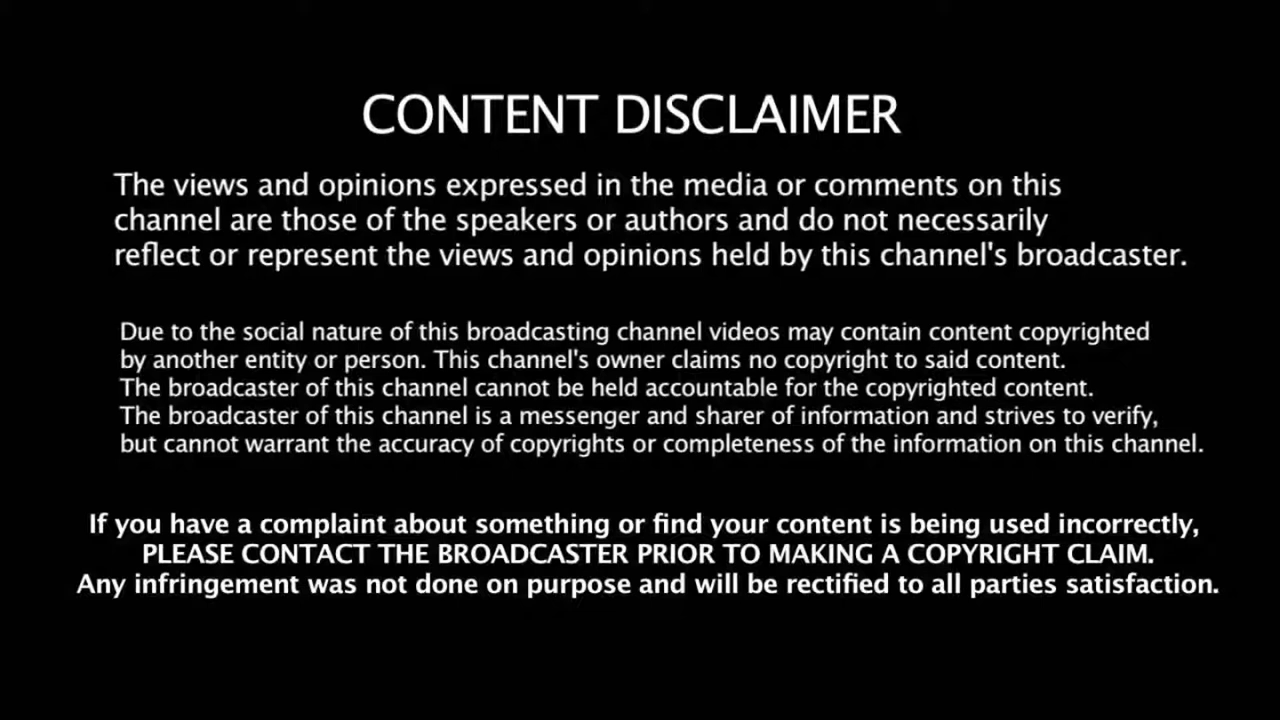 CONTENT DISCLAIMER
The views and opinions expressed in the media or comments on this
channel are those of the speakers or authors and do not necessarily
reflect or represent the views and opinions held by this channel's broadcaster.
Due to the social nature of this broadcasting channel videos may contain content copyrighted
by another entity or person. This channel's owner claims no copyright to said content.
The broadcaster of this channel cannot be held accountable for the copyrighted content.
The broadcaster of this channel is a messenger and sharer of information and strives to verify,
but cannot warrant the accuracy of copyrights or completeness of the information on this channel.
If you have a complaint about something or find your content is being used incorrectly,
PLEASE CONTACT THE BROADCASTER PRIOR TO MAKING A COPYRIGHT CLAIM.
Any infringement was not done on purpose and will be rectified to all parties satisfaction.